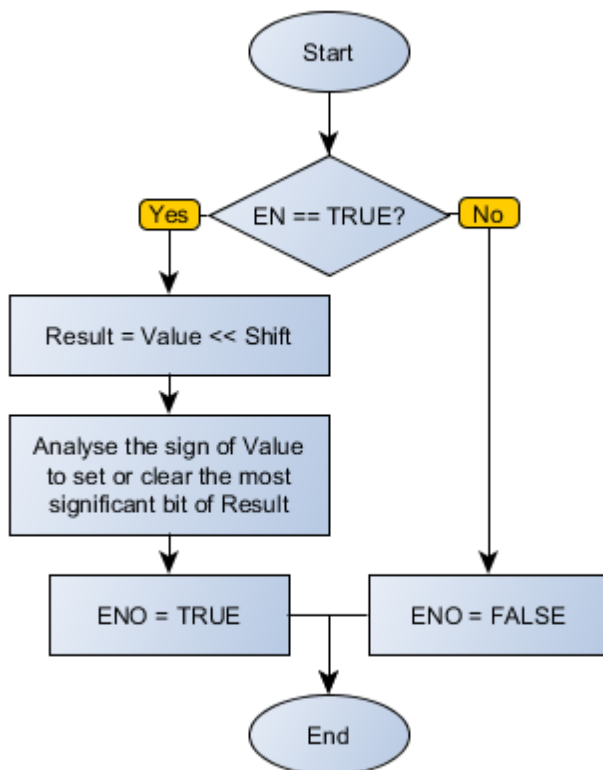 Start
EN == TRUE?
Yes
No
Result = Value << Shift
Analyse the sign of Value
to set or clear the most
significant bit of Result
ENO = TRUE
ENO = FALSE
End